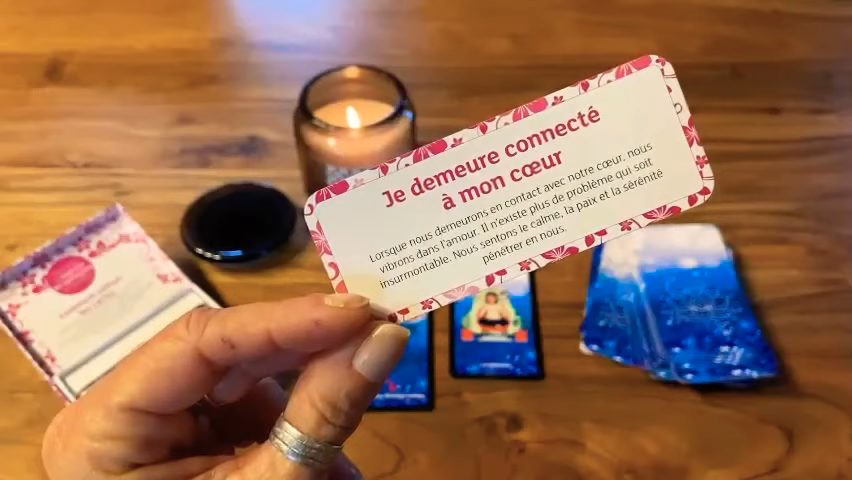 Je demeure connecté
à mon cœur
Lorsque nous demeurons en contact avec notre cœur, nous
vibrons dans l'amour. Il n'existe plus de problème qui soit
insurmontable. Nous sentons le calme, la paix et la sérénité
pénétrer en nous.